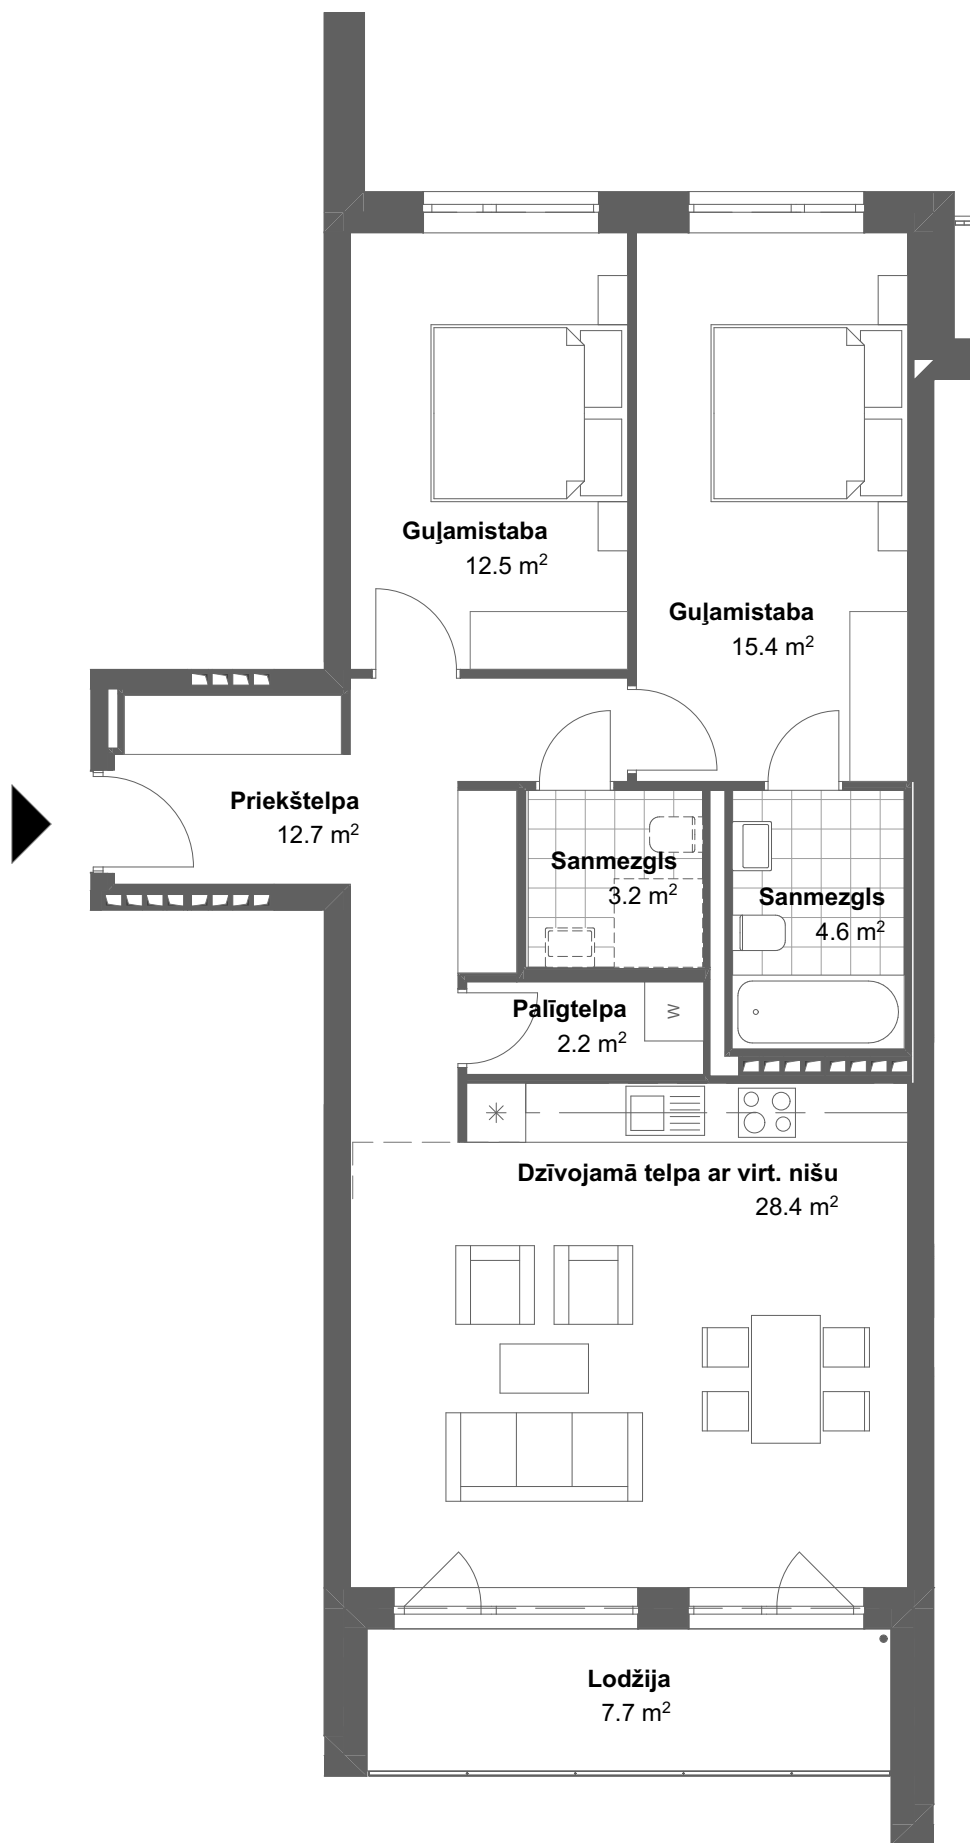 Guļamistaba
12.5 m²
Guļamistaba
15.4 m²
Priekštelpa
12.7 m²
Sanmezgls
3.2 m²
Sanmezgls
4.6 m²
Palīgtelpa
2.2 m²
W
Dzīvojamā telpa ar virt. nišu
28.4 m²
Lodžija
7.7 m²